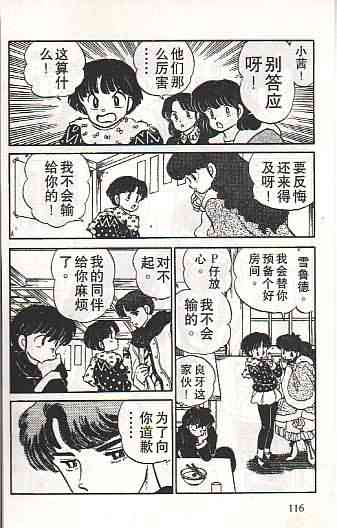 小茜！
别答应
呀！
他们那
么厉害
……
这算什
么！
要反悔
还来得
及呀！
我不会
输给你的！
雪鲁德。
我会替你
预备个好
房间。
P仔放
心。
我不会
输的。
良牙这
家伙！
对不
起。
我的同伴
给你麻烦
了。
为了向
你道歉
……
116